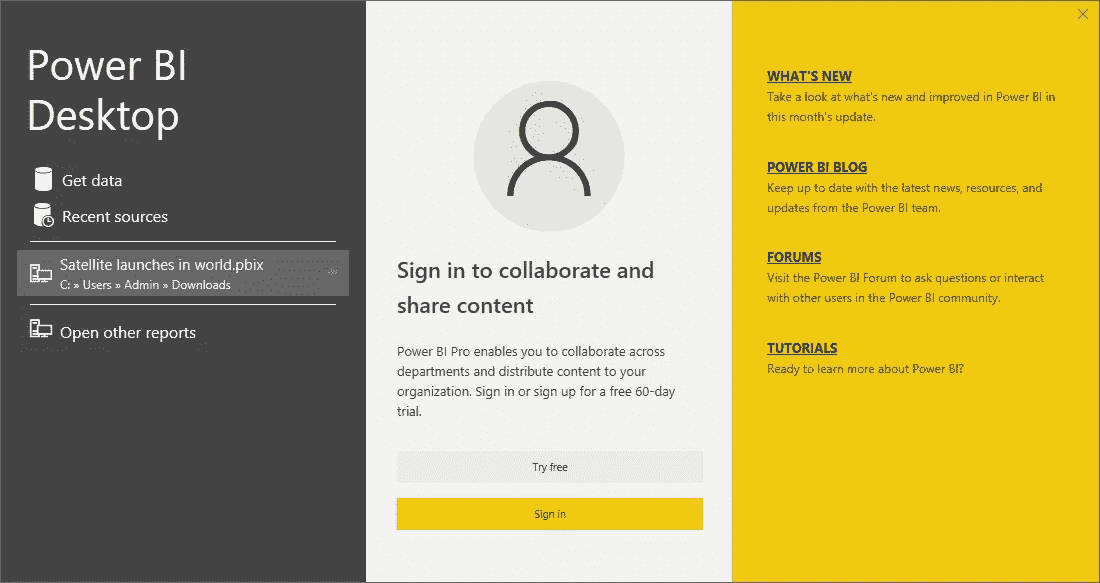 Power BI
Desktop
Get data
Recent sources
Satellite launches in world.pbix
C: » Users » Admin » Downloads
Open other reports
Sign in to collaborate and
share content
Power BI Pro enables you to collaborate across
departments and distribute content to your
organization. Sign in or sign up for a free 60-day
trial.
Try free
Sign in
WHAT'S NEW
Take a look at what's new and improved in Power BI in
this month's update.
POWER BI BLOG
Keep up to date with the latest news, resources, and
updates from the Power BI team.
FORUMS
Visit the Power BI Forum to ask questions or interact
with other users in the Power BI community.
TUTORIALS
Ready to learn more about Power BI?